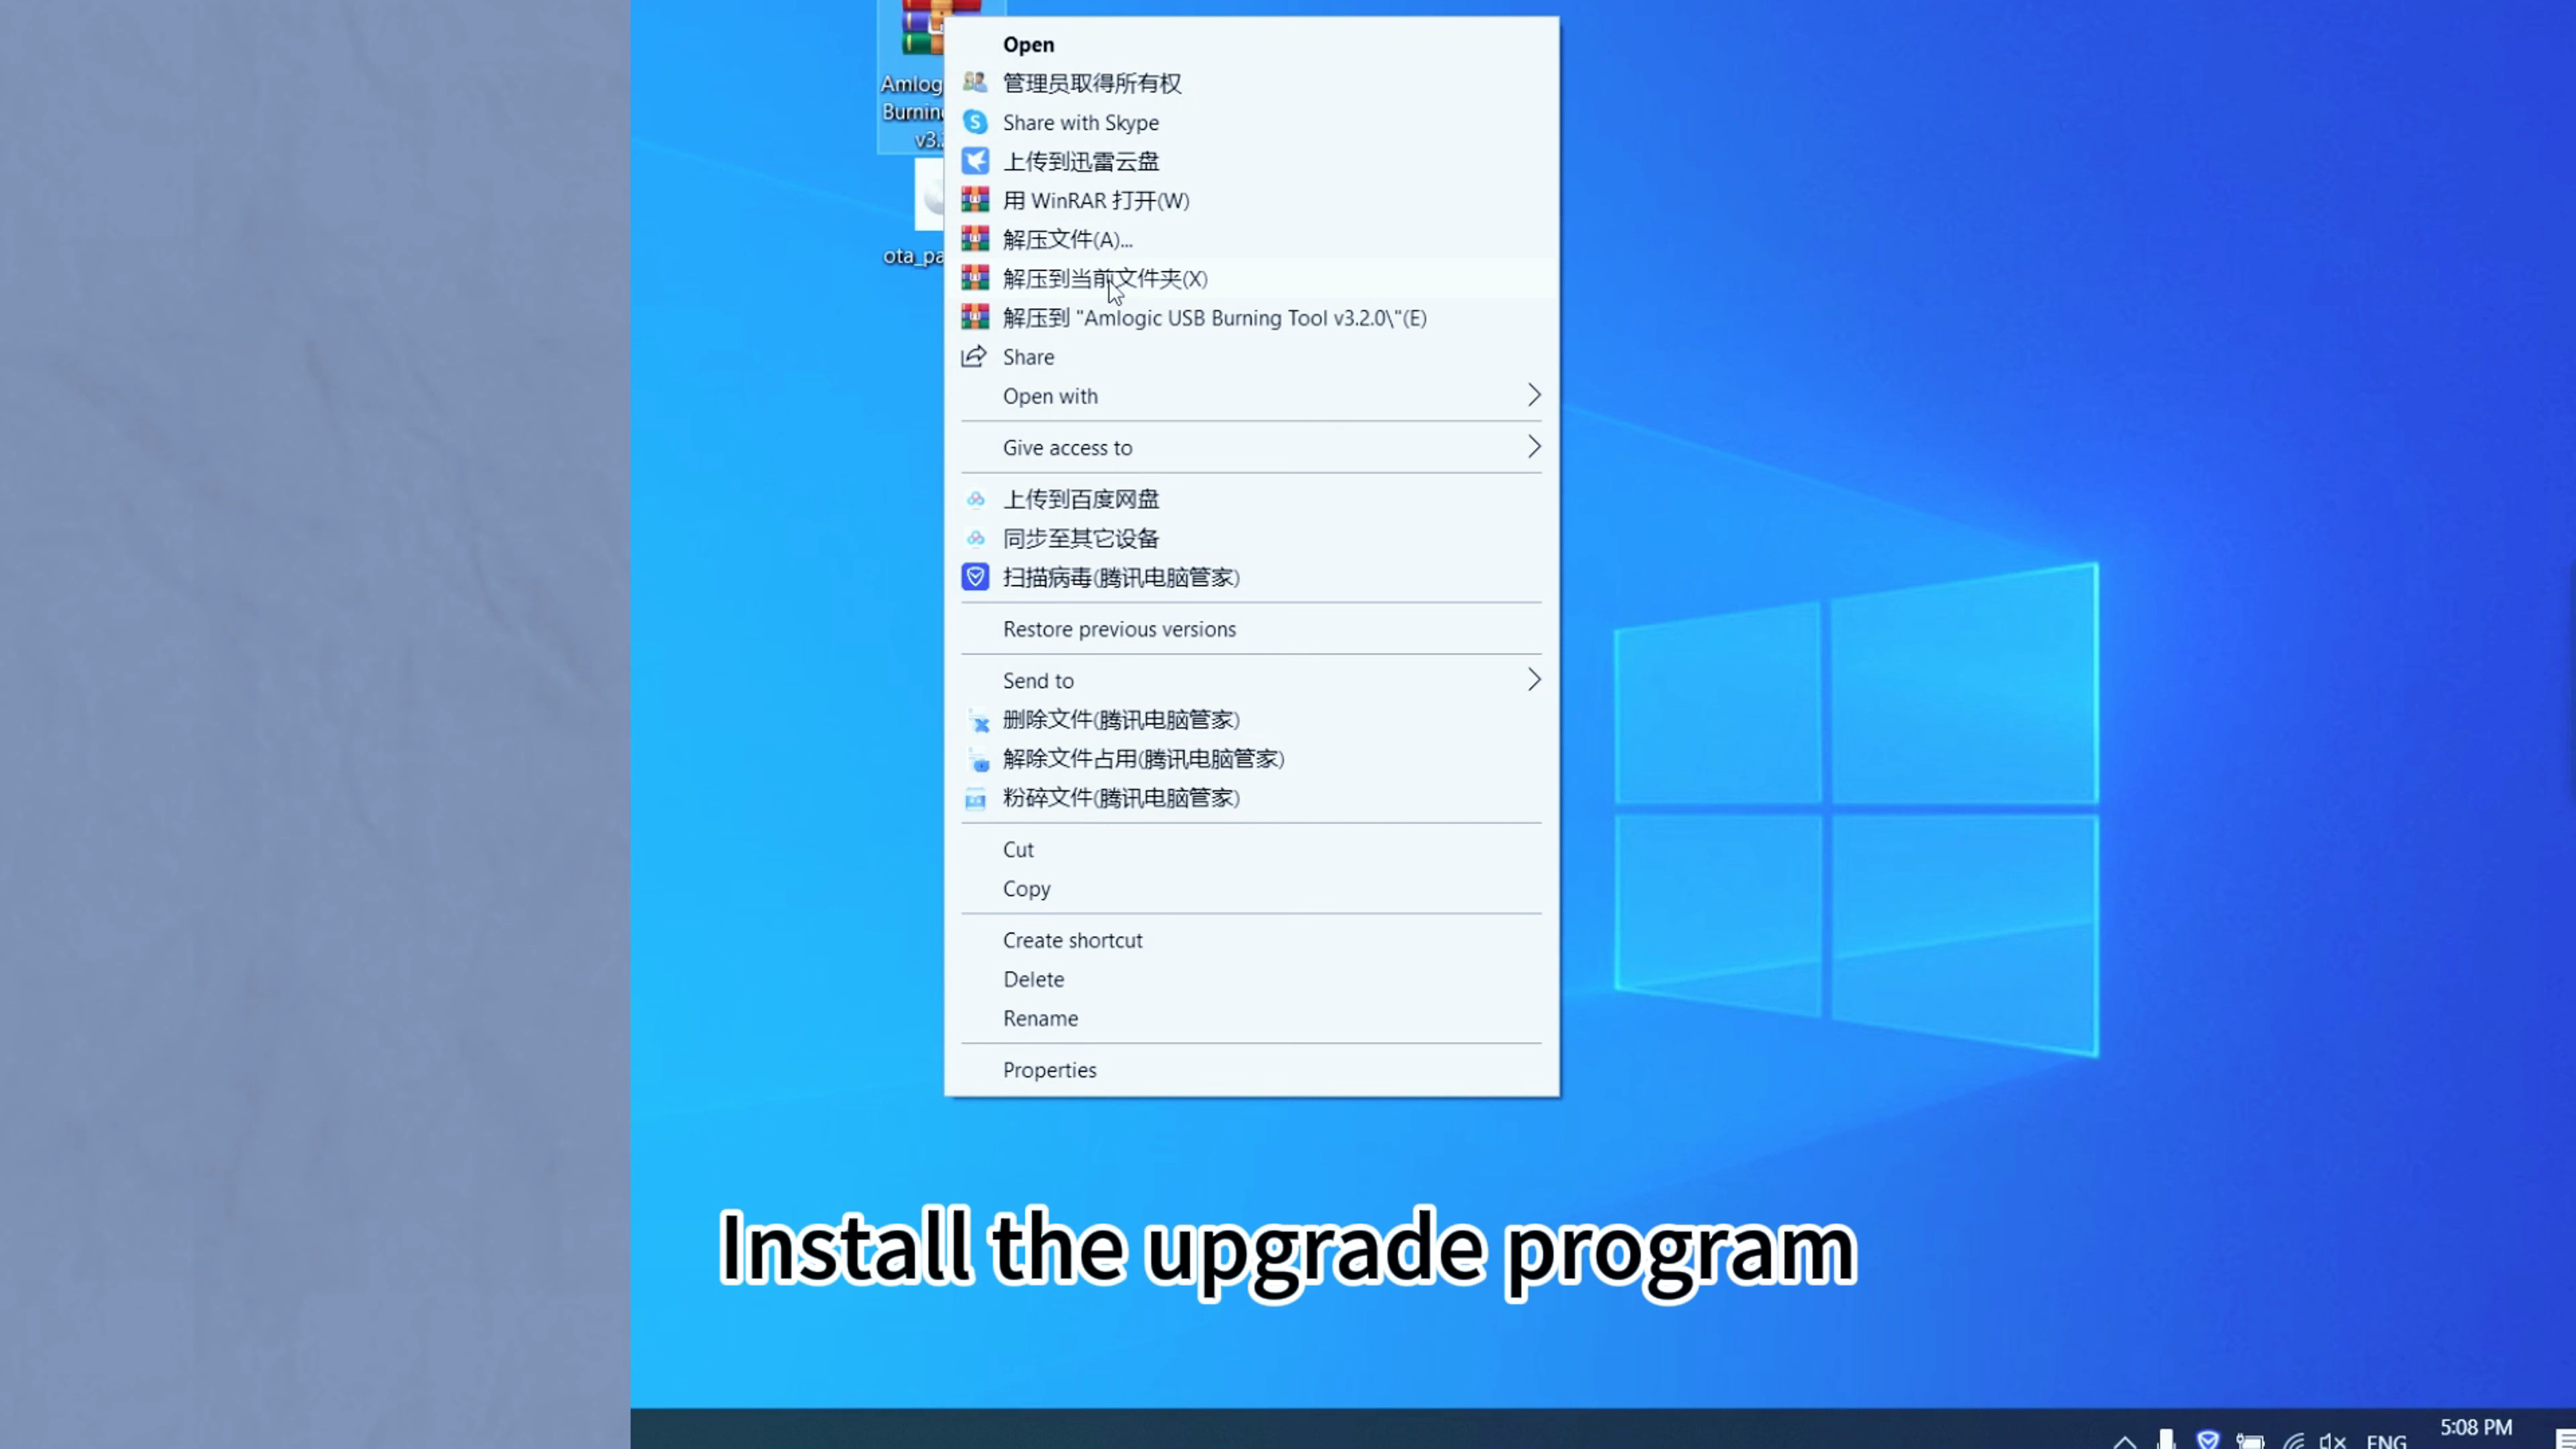 Amlog
Burnin
v3.
ota_pa
Open
管理员取得所有权
Share with Skype
上传到迅雷云盘
用 WinRAR 打开(W)
解压文件(A)...
解压到当前文件夹(X)
解压到 "Amlogic USB Burning Tool v3.2.0\"(E)
Share
Open with
Give access to
上传到百度网盘
同步至其它设备
扫描病毒(腾讯电脑管家)
Restore previous versions
Send to
删除文件(腾讯电脑管家)
解除文件占用(腾讯电脑管家)
粉碎文件(腾讯电脑管家)
Cut
Copy
Create shortcut
Delete
Rename
Properties
Install the upgrade program
ENG
5:08 PM